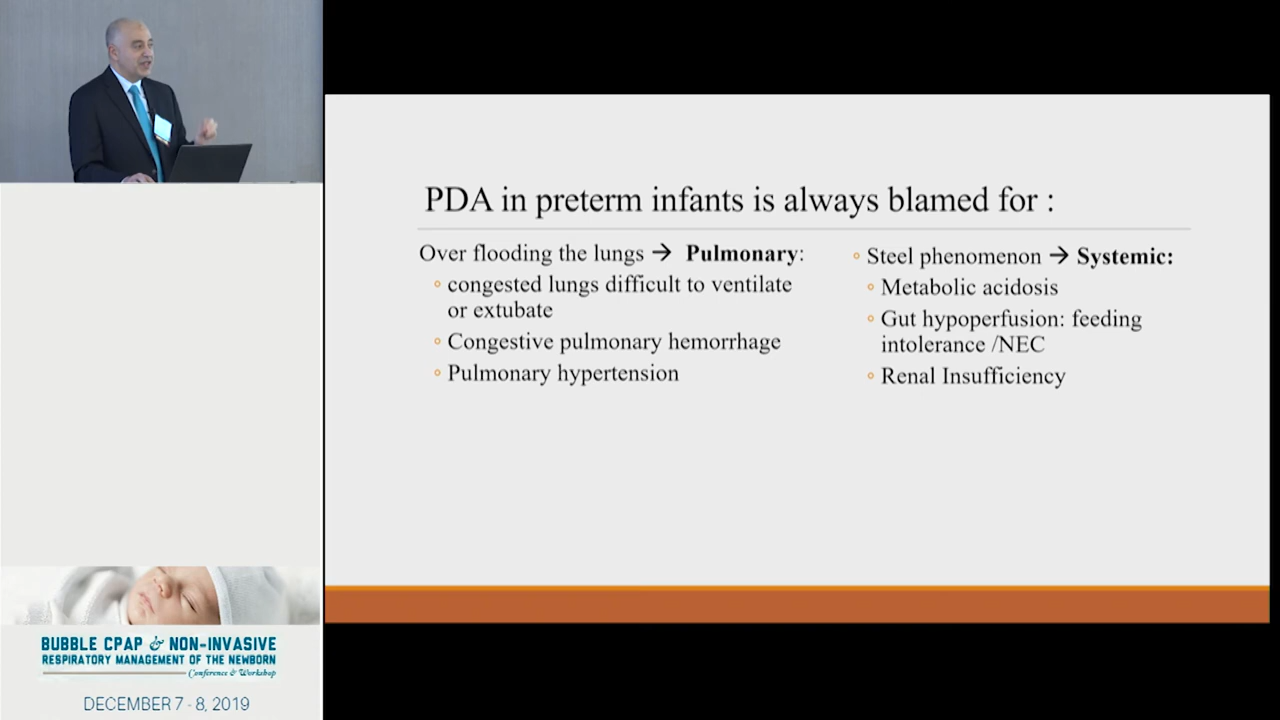 PDA in preterm infants is always blamed for :
Over flooding the lungs → Pulmonary:
◦ congested lungs difficult to ventilate
or extubate
◦ Congestive pulmonary hemorrhage
◦ Pulmonary hypertension
◦ Steel phenomenon → Systemic:
◦ Metabolic acidosis
◦ Gut hypoperfusion: feeding
intolerance /NEC
◦ Renal Insufficiency
BUBBLE CPAP & NON-INVASIVE
RESPIRATORY MANAGEMENT OF THE NEWBORN
Conference & Workshop
DECEMBER 7 - 8, 2019